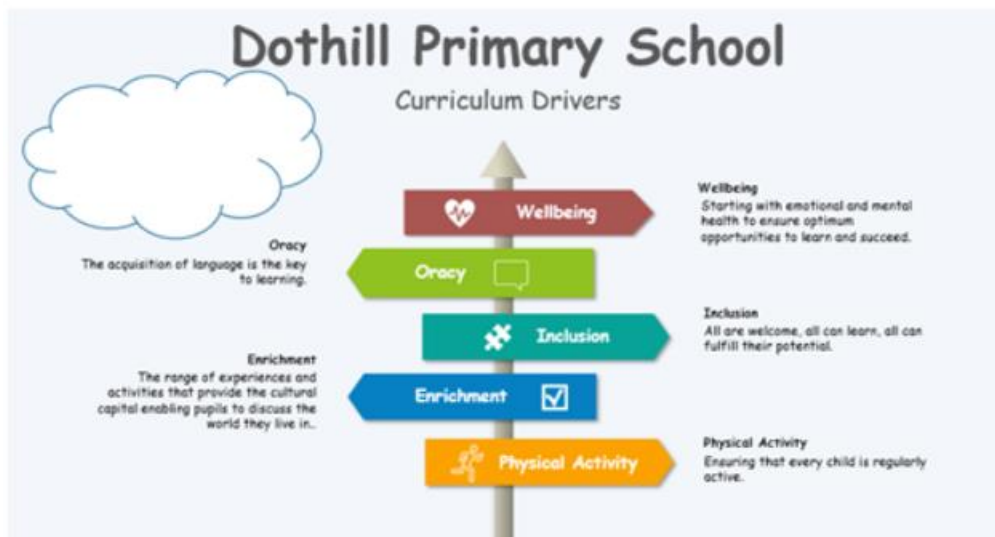 Dothill Primary School
Curriculum Drivers
Wellbeing
Wellbeing
Starting with emotional and mental
health to ensure optimum
opportunities to learn and succeed.
Oracy
The acquisition of language is the key
to learning.
Oracy
Inclusion
Inclusion
All are welcome, all can learn, all can
fulfill their potential.
Enrichment
The range of experiences and
activities that provide the cultural
capital enabling pupils to discuss the
world they live in..
Enrichment
Physical Activity
Physical Activity
Ensuring that every child is regularly
active.